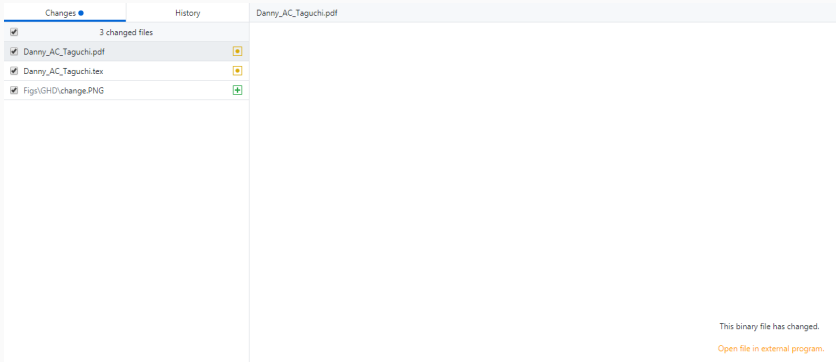 Changes
History
Danny_AC_Taguchi.pdf
3 changed files
Danny_AC_Taguchi.pdf
Danny_AC_Taguchi.tex
Figs\GHD\change.PNG
This binary file has changed.
Open file in external program.